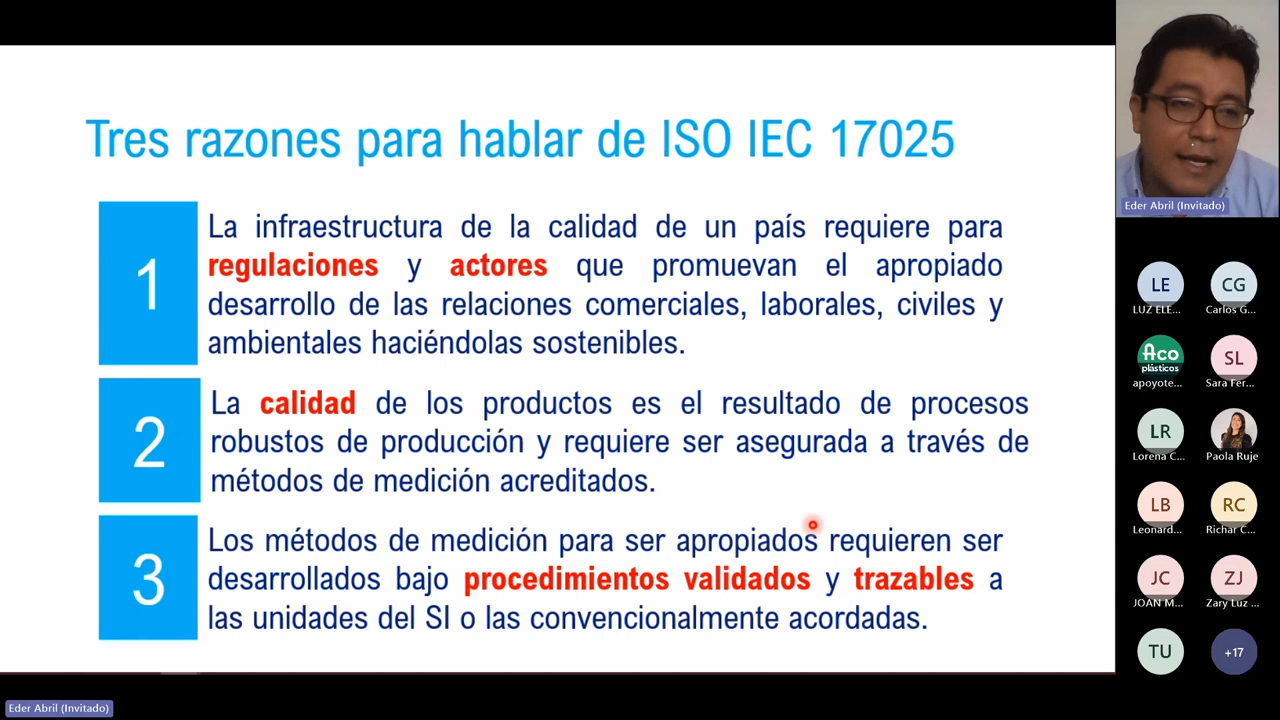 Tres razones para hablar de ISO IEC 17025
1
La infraestructura de la calidad de un país requiere para
regulaciones y actores que promuevan el apropiado
desarrollo de las relaciones comerciales, laborales, civiles y
ambientales haciéndolas sostenibles.
2
La calidad de los productos es el resultado de procesos
robustos de producción y requiere ser asegurada a través de
métodos de medición acreditados.
3
Los métodos de medición para ser apropiados requieren ser
desarrollados bajo procedimientos validados y trazables a
las unidades del SI o las convencionalmente acordadas.
Eder Abril (Invitado)
LE
LUZ ELE...
CG
Carlos G...
Aco
plásticos
apoyote...
SL
Sara Fer...
LR
Lorena C...
Paola Ruje
LB
Leonard...
RC
Richar C...
JC
JOAN M...
ZJ
Zary Luz ...
TU
+17
Eder Abril (Invitado)